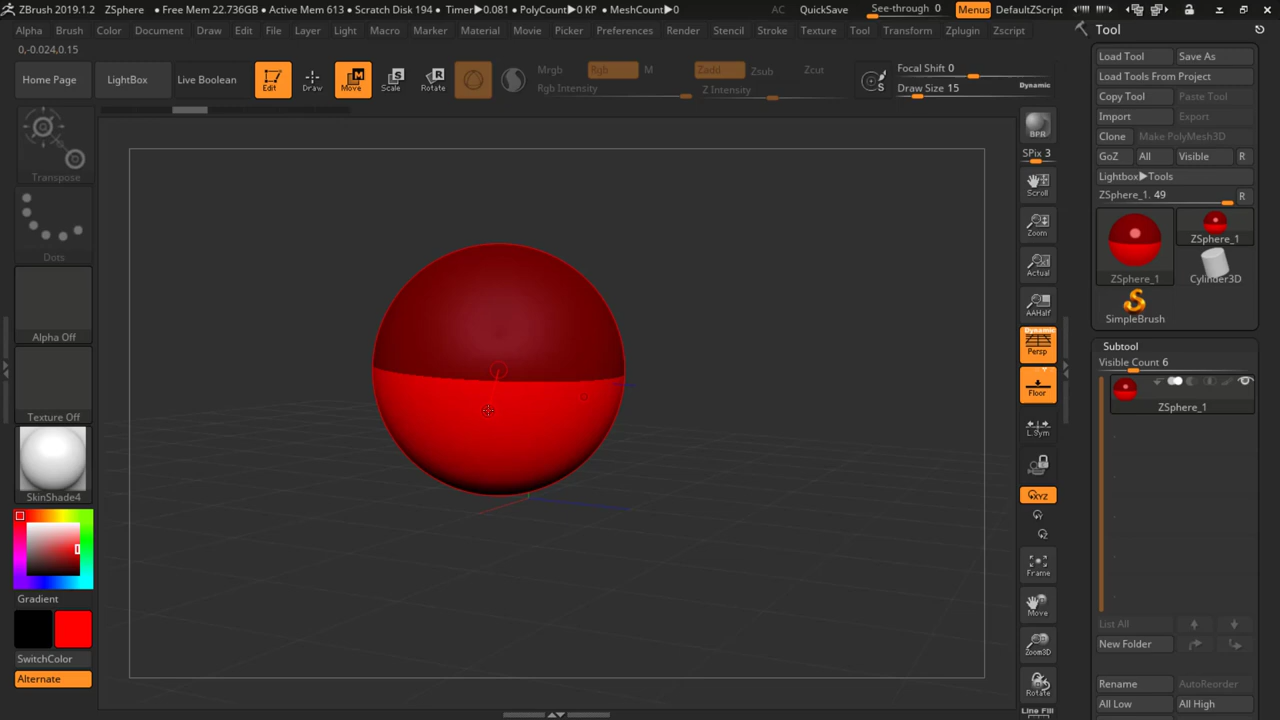 ZBrush 2019.1.2 ZSphere • Free Mem 22.736GB • Active Mem 613 • Scratch Disk 194 • Timer▶0.081 • PolyCount▶0 KP • MeshCount▶0 AC QuickSave See-through 0 Menus DefaultZScript
Alpha Brush Color Document Draw Edit File Layer Light Macro Marker Material Movie Picker Preferences Render Stencil Stroke Texture Tool Transform Zplugin Zscript
0,-0.024,0.15
Home Page LightBox Live Boolean Edit Draw Move Scale Rotate
Mrgb Rgb M Zadd Zsub Zcut
Rgb Intensity Z Intensity
Focal Shift 0
Draw Size 15 Dynamic
S
Transpose
Dots
Alpha Off
Texture Off
SkinShade4
Gradient
SwitchColor
Alternate
BPR
SPix 3
Scroll
Zoom
Actual
AAHalf
Dynamic
Persp
Floor
L.Sym
XYZ
Y
Z
Frame
Move
Zoom3D
Rotate
Line Fill
Tool
Load Tool Save As
Load Tools From Project
Copy Tool Paste Tool
Import Export
Clone Make PolyMesh3D
GoZ All Visible R
Lightbox▶Tools
ZSphere_1. 49 R
ZSphere_1
ZSphere_1 Cylinder3D
SimpleBrush
Subtool
Visible Count 6
ZSphere_1
List All
New Folder
Rename AutoReorder
All Low All High